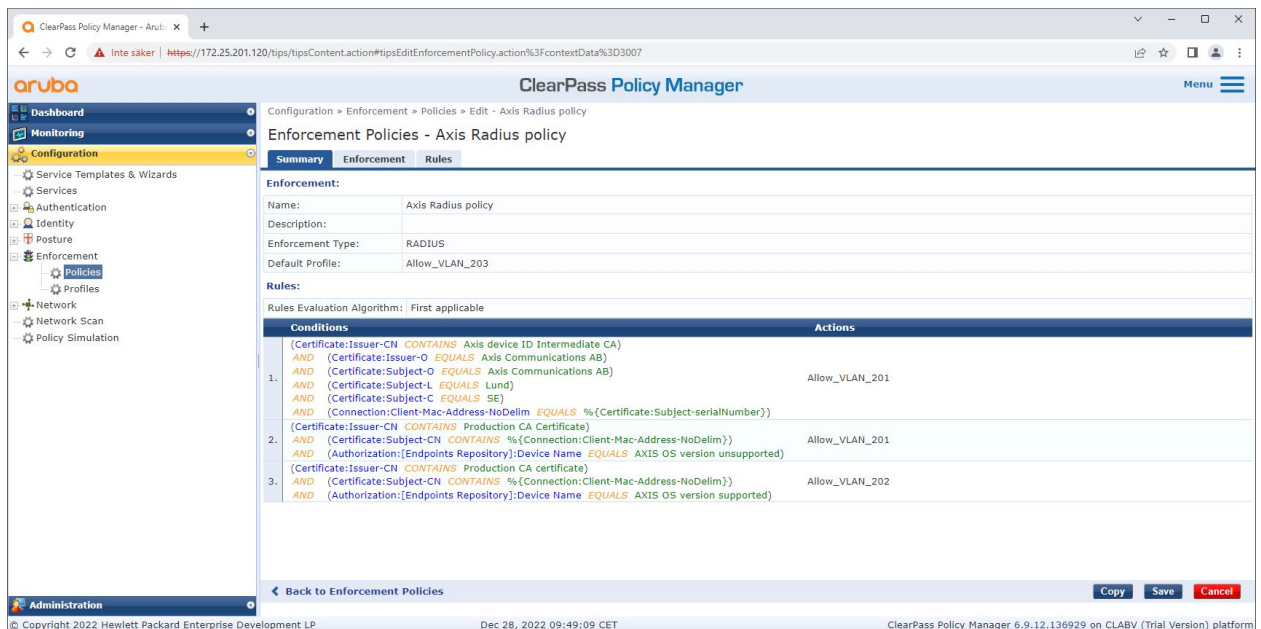 ClearPass Policy Manager - Arub
Inte säker | https://172.25.201.120/tips/tipsContent.action#tipsEditEnforcementPolicy.action%3FcontextData%3D3007
aruba
ClearPass Policy Manager
Menu
Dashboard
Monitoring
Configuration
Service Templates & Wizards
Services
Authentication
Identity
Posture
Enforcement
Policies
Profiles
Network
Network Scan
Policy Simulation
Administration
Configuration » Enforcement » Policies » Edit - Axis Radius policy
Enforcement Policies - Axis Radius policy
Summary Enforcement Rules
Enforcement:
Name: Axis Radius policy
Description:
Enforcement Type: RADIUS
Default Profile: Allow_VLAN_203
Rules:
Rules Evaluation Algorithm: First applicable
Conditions Actions
(Certificate:Issuer-CN CONTAINS Axis device ID Intermediate CA)
AND (Certificate:Issuer-O EQUALS Axis Communications AB)
AND (Certificate:Subject-O EQUALS Axis Communications AB)
1. AND (Certificate:Subject-L EQUALS Lund) Allow_VLAN_201
AND (Certificate:Subject-C EQUALS SE)
AND (Connection:Client-Mac-Address-NoDelim EQUALS %{Certificate:Subject-serialNumber})
(Certificate:Issuer-CN CONTAINS Production CA Certificate)
2. AND (Certificate:Subject-CN CONTAINS %{Connection:Client-Mac-Address-NoDelim}) Allow_VLAN_201
AND (Authorization:[Endpoints Repository]:Device Name EQUALS AXIS OS version unsupported)
(Certificate:Issuer-CN CONTAINS Production CA certificate)
3. AND (Certificate:Subject-CN CONTAINS %{Connection:Client-Mac-Address-NoDelim}) Allow_VLAN_202
AND (Authorization:[Endpoints Repository]:Device Name EQUALS AXIS OS version supported)
Back to Enforcement Policies Copy Save Cancel
© Copyright 2022 Hewlett Packard Enterprise Development LP Dec 28, 2022 09:49:09 CET ClearPass Policy Manager 6.9.12.136929 on CLABV (Trial Version) platform